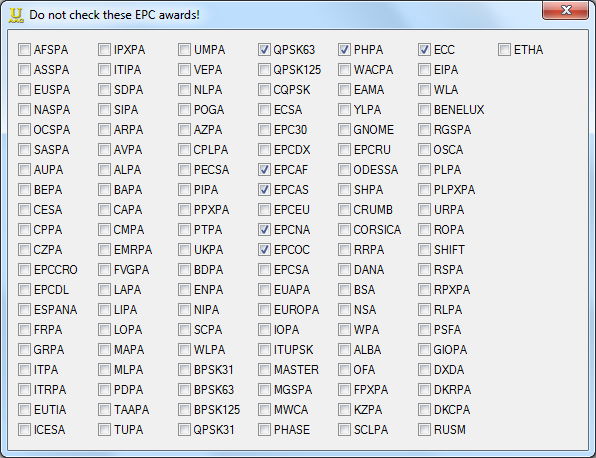 Do not check these EPC awards!
AFSPA IPXPA UMPA QPSK63 PHPA ECC ETHA
ASSPA ITIPA VEPA QPSK125 WACPA EIPA
EUSPA SDPA NLPA CQPSK EAMA WLA
NASPA SIPA POGA ECSA YLPA BENELUX
OCSPA ARPA AZPA EPC30 GNOME RGSPA
SASPA AVPA CPLPA EPCDX EPCRU OSCA
AUPA ALPA PECSA EPCAF ODESSA PLPA
BEPA BAPA PIPA EPCAS SHPA PLPXPA
CESA CAPA PPXPA EPCEU CRUMB URPA
CPPA CMPA PTPA EPCNA CORSICA ROPA
CZPA EMRPA UKPA EPCOC RRPA SHIFT
EPCCRO FVGPA BDPA EPCSA DANA RSPA
EPCDL LAPA ENPA EUAPA BSA RPXPA
ESPANA LIPA NIPA EUROPA NSA RLPA
FRPA LOPA SCPA IOPA WPA PSFA
GRPA MAPA WLPA ITUPSK ALBA GIOPA
ITPA MLPA BPSK31 MASTER OFA DXDA
ITRPA PDPA BPSK63 MGSPA FPXPA DKRPA
EUTIA TAAPA BPSK125 MWCA KZPA DKCPA
ICESA TUPA QPSK31 PHASE SCLPA RUSM